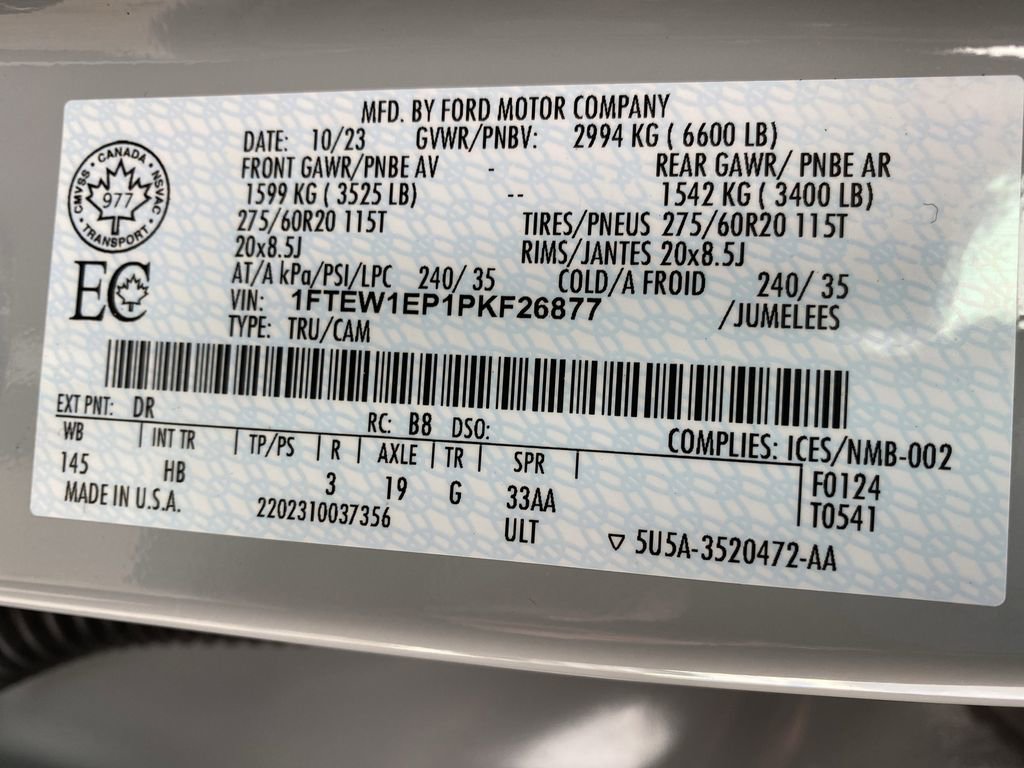 MFD. BY FORD MOTOR COMPANY
DATE: 10/23 GVWR/PNBV: 2994 KG ( 6600 LB)
FRONT GAWR/PNBE AV - REAR GAWR/ PNBE AR
1599 KG ( 3525 LB) - 1542 KG ( 3400 LB)
275/60R20 115T TIRES/PNEUS 275/60R20 115T
20x8.5J RIMS/JANTES 20x8.5J
AT/A kPa/PSI/LPC 240/ 35 COLD/A FROID 240/ 35
VIN: 1FTEW1EP1PKF26877 /JUMELEES
TYPE: TRU/CAM
CANADA
CMVSS 977 NSVAC
TRANSPORT
EC
EXT PNT: DR RC: B8 DSO:
WB INT TR TP/PS R AXLE TR SPR COMPLIES: ICES/NMB-002
145 HB 3 19 G 33AA F0124
MADE IN U.S.A. 2202310037356 ULT T0541
▽ 5U5A-3520472-AA